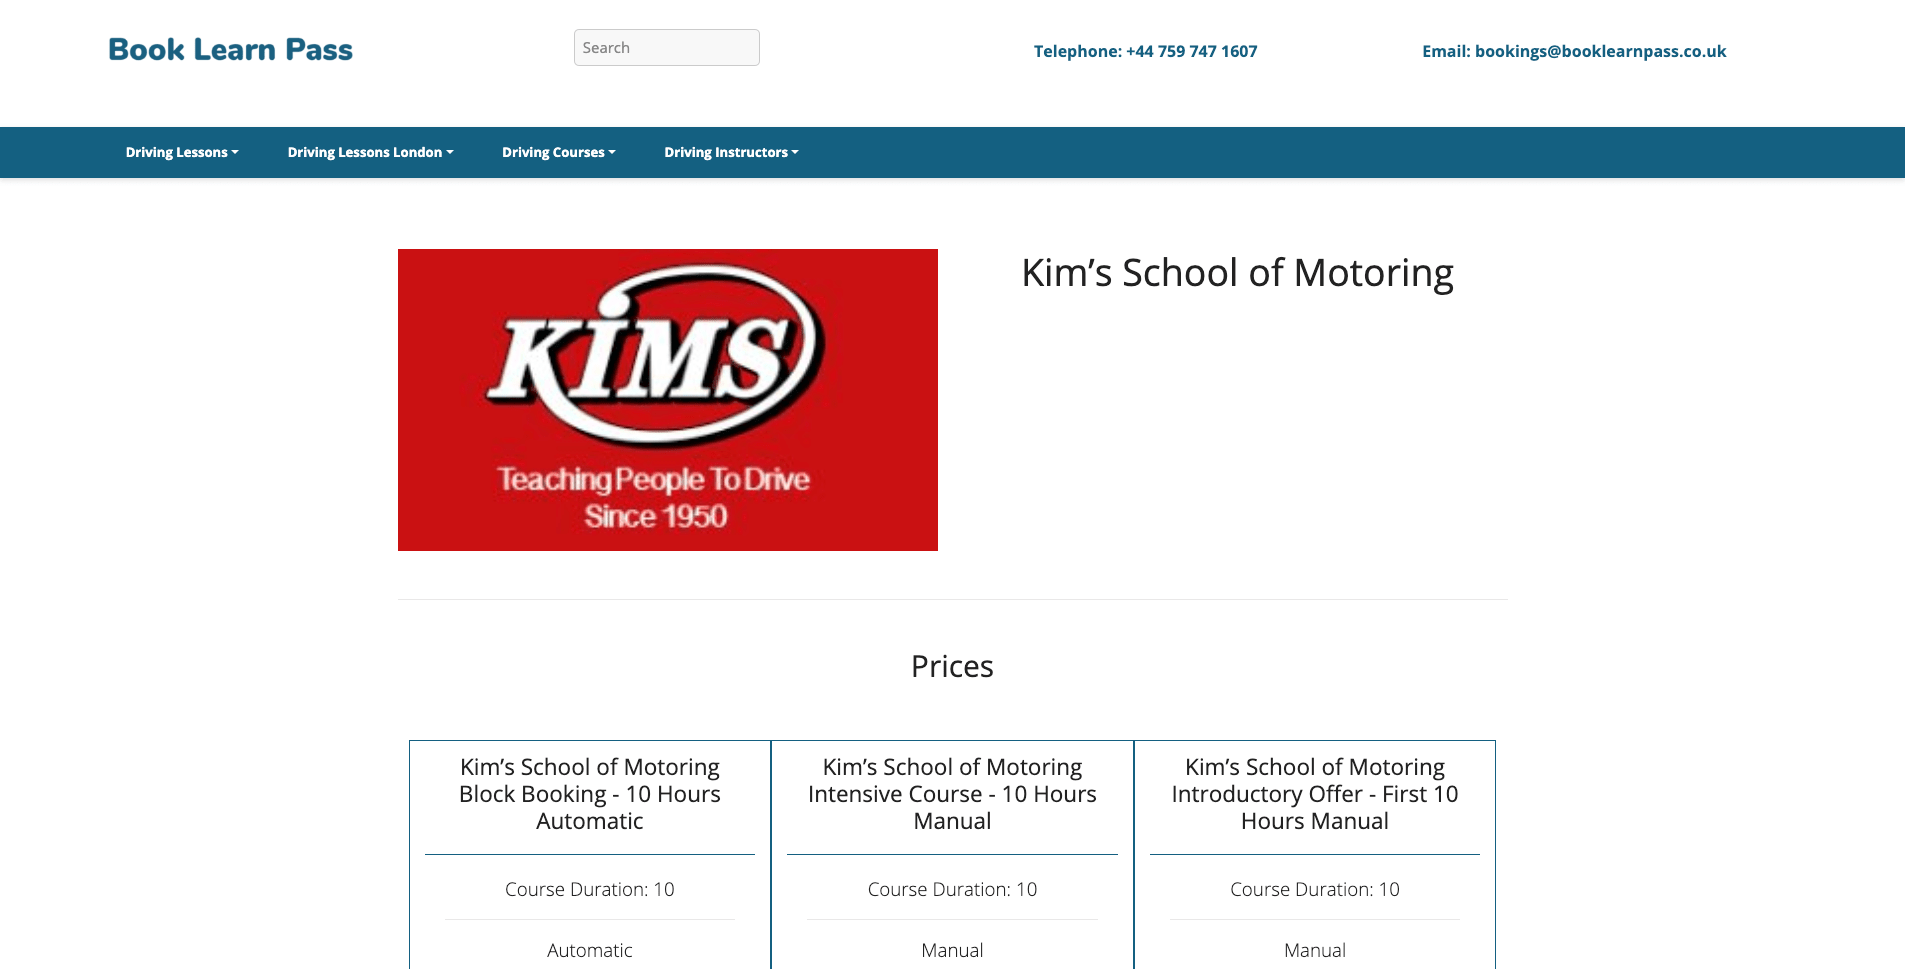 Book Learn Pass
Search
Telephone: +44 759 747 1607
Email: bookings@booklearnpass.co.uk
Driving Lessons
Driving Lessons London
Driving Courses
Driving Instructors
KiMS
Teaching People To Drive
Since 1950
Kim’s School of Motoring
Prices
Kim’s School of Motoring
Block Booking - 10 Hours
Automatic
Course Duration: 10
Automatic
Kim’s School of Motoring
Intensive Course - 10 Hours
Manual
Course Duration: 10
Manual
Kim’s School of Motoring
Introductory Offer - First 10
Hours Manual
Course Duration: 10
Manual